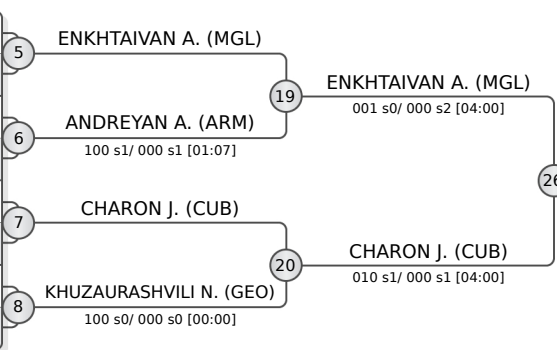 ENKHTAIVAN A. (MGL)
5
ENKHTAIVAN A. (MGL)
19
001 s0/ 000 s2 [04:00]
ANDREYAN A. (ARM)
6
100 s1/ 000 s1 [01:07]
26
CHARON J. (CUB)
7
CHARON J. (CUB)
20
010 s1/ 000 s1 [04:00]
KHUZAURASHVILI N. (GEO)
8
100 s0/ 000 s0 [00:00]